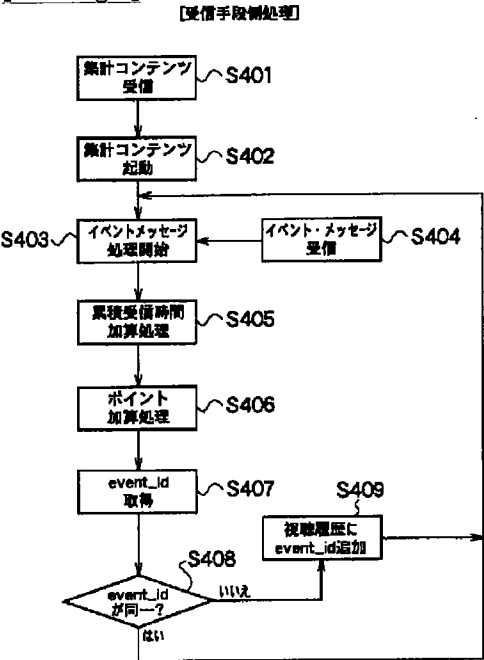 [受信手段側処理]
集計コンテンツ
受信
S401
集計コンテンツ
起動
S402
S403
イベントメッセージ
処理開始
イベント・メッセージ
受信
S404
累積受信時間
加算処理
S405
ポイント
加算処理
S406
event_id
取得
S407
S409
視聴履歴に
event_id追加
S408
event_id
が同一?
いいえ
はい